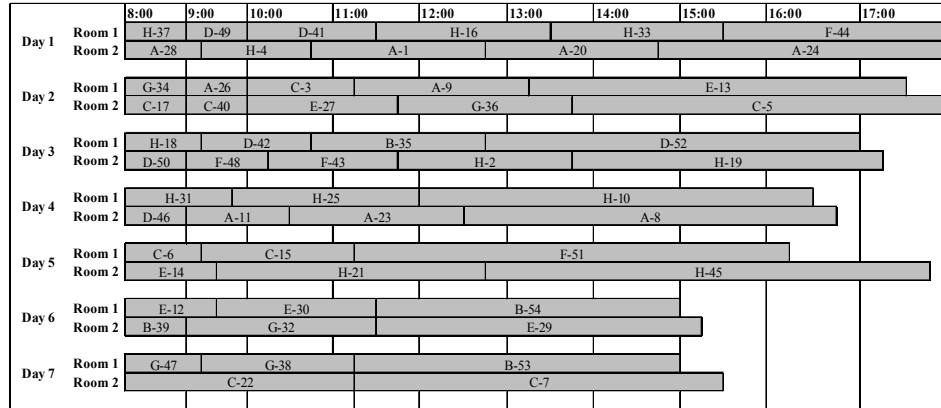 8:00 9:00 10:00 11:00 12:00 13:00 14:00 15:00 16:00 17:00
Day 1
Room 1 H-37 D-49 D-41 H-16 H-33 F-44
Room 2 A-28 H-4 A-1 A-20 A-24
Day 2
Room 1 G-34 A-26 C-3 A-9 E-13
Room 2 C-17 C-40 E-27 G-36 C-5
Day 3
Room 1 H-18 D-42 B-35 D-52
Room 2 D-50 F-48 F-43 H-2 H-19
Day 4
Room 1 H-31 H-25 H-10
Room 2 D-46 A-11 A-23 A-8
Day 5
Room 1 C-6 C-15 F-51
Room 2 E-14 H-21 H-45
Day 6
Room 1 E-12 E-30 B-54
Room 2 B-39 G-32 E-29
Day 7
Room 1 G-47 G-38 B-53
Room 2 C-22 C-7